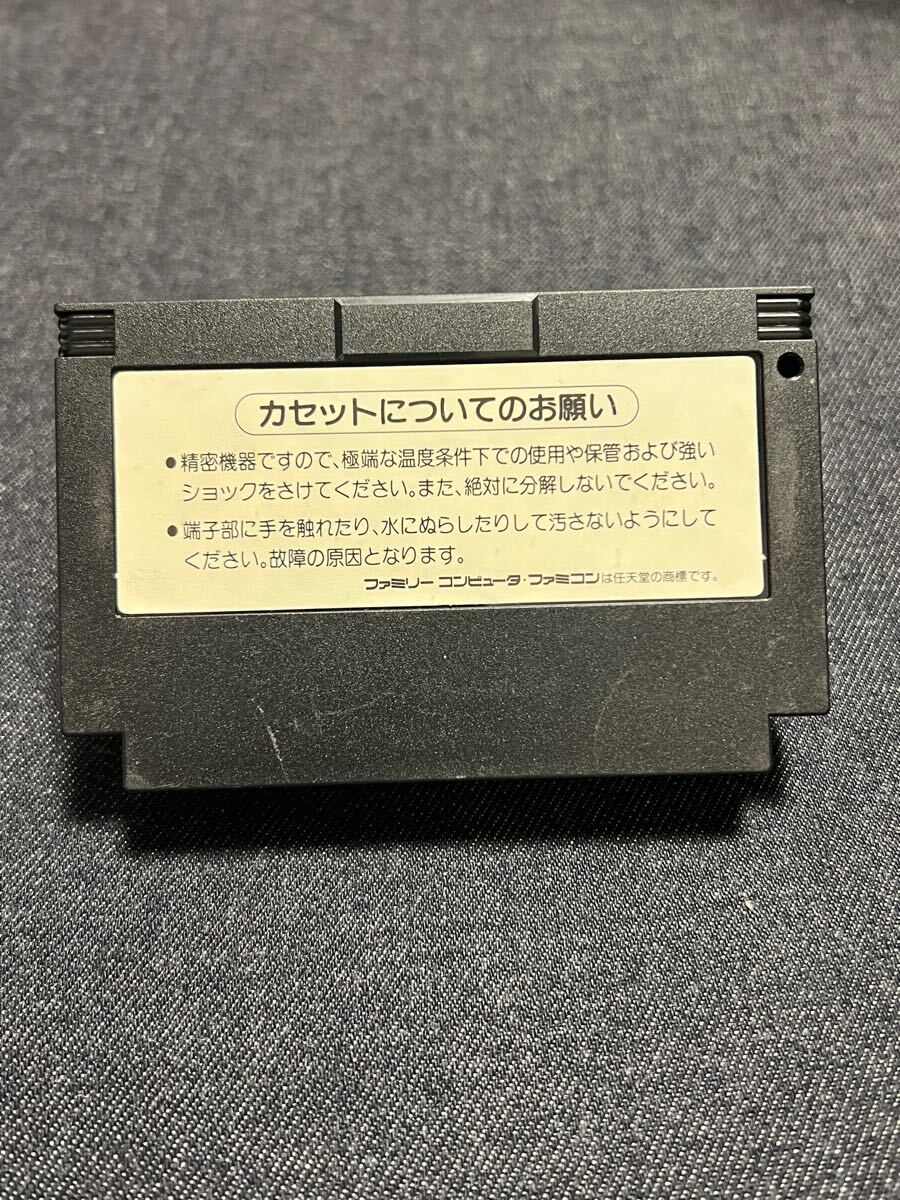 カセットについてのお願い
●精密機器ですので、極端な温度条件下での使用や保管および強い
ショックをさけてください。また、絶対に分解しないでください。
●端子部に手を触れたり、水にぬらしたりして汚さないようにして
ください。故障の原因となります。
ファミリー コンピュータ・ファミコンは任天堂の商標です。